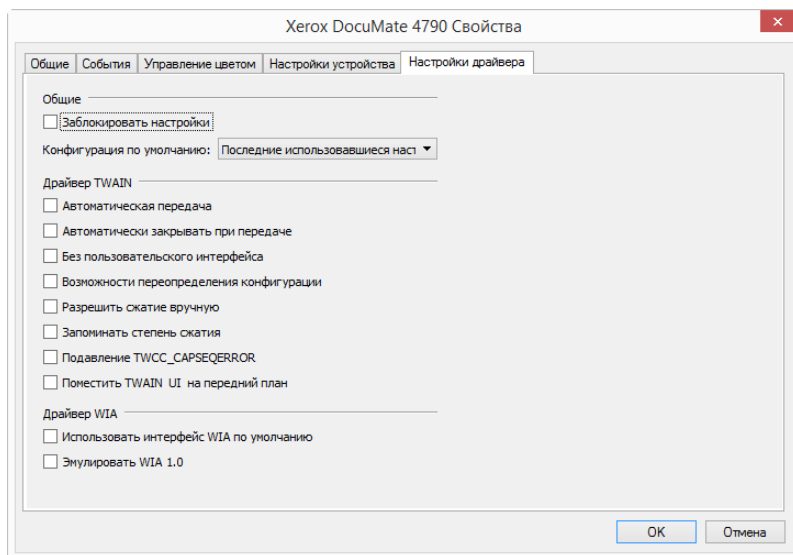 Xerox DocuMate 4790 Свойства
Общие События Управление цветом Настройки устройства Настройки драйвера
Общие
Заблокировать настройки
Конфигурация по умолчанию: Последние использовавшиеся наст
Драйвер TWAIN
Автоматическая передача
Автоматически закрывать при передаче
Без пользовательского интерфейса
Возможности переопределения конфигурации
Разрешить сжатие вручную
Запоминать степень сжатия
Подавление TWCC_CAPSEQERROR
Поместить TWAIN UI на передний план
Драйвер WIA
Использовать интерфейс WIA по умолчанию
Эмулировать WIA 1.0
OK Отмена